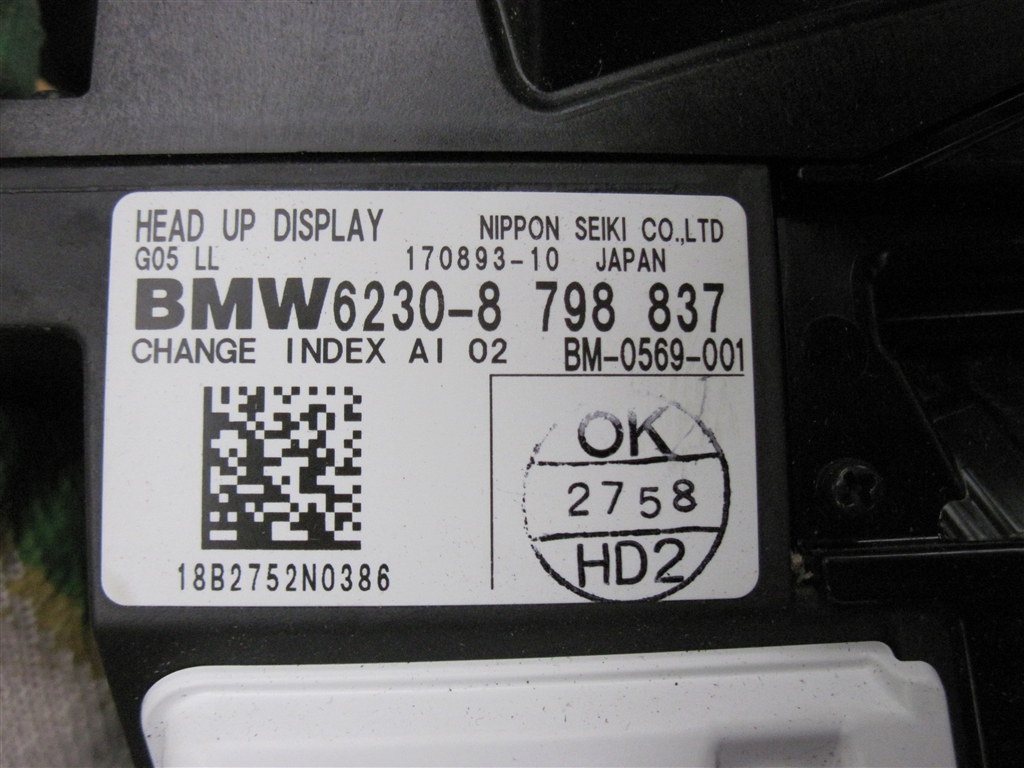 HEAD UP DISPLAY NIPPON SEIKI CO.,LTD
G05 LL 170893-10 JAPAN
BMW6230-8 798 837
CHANGE INDEX AI 02 BM-0569-001
OK
2758
HD2
18B2752N0386